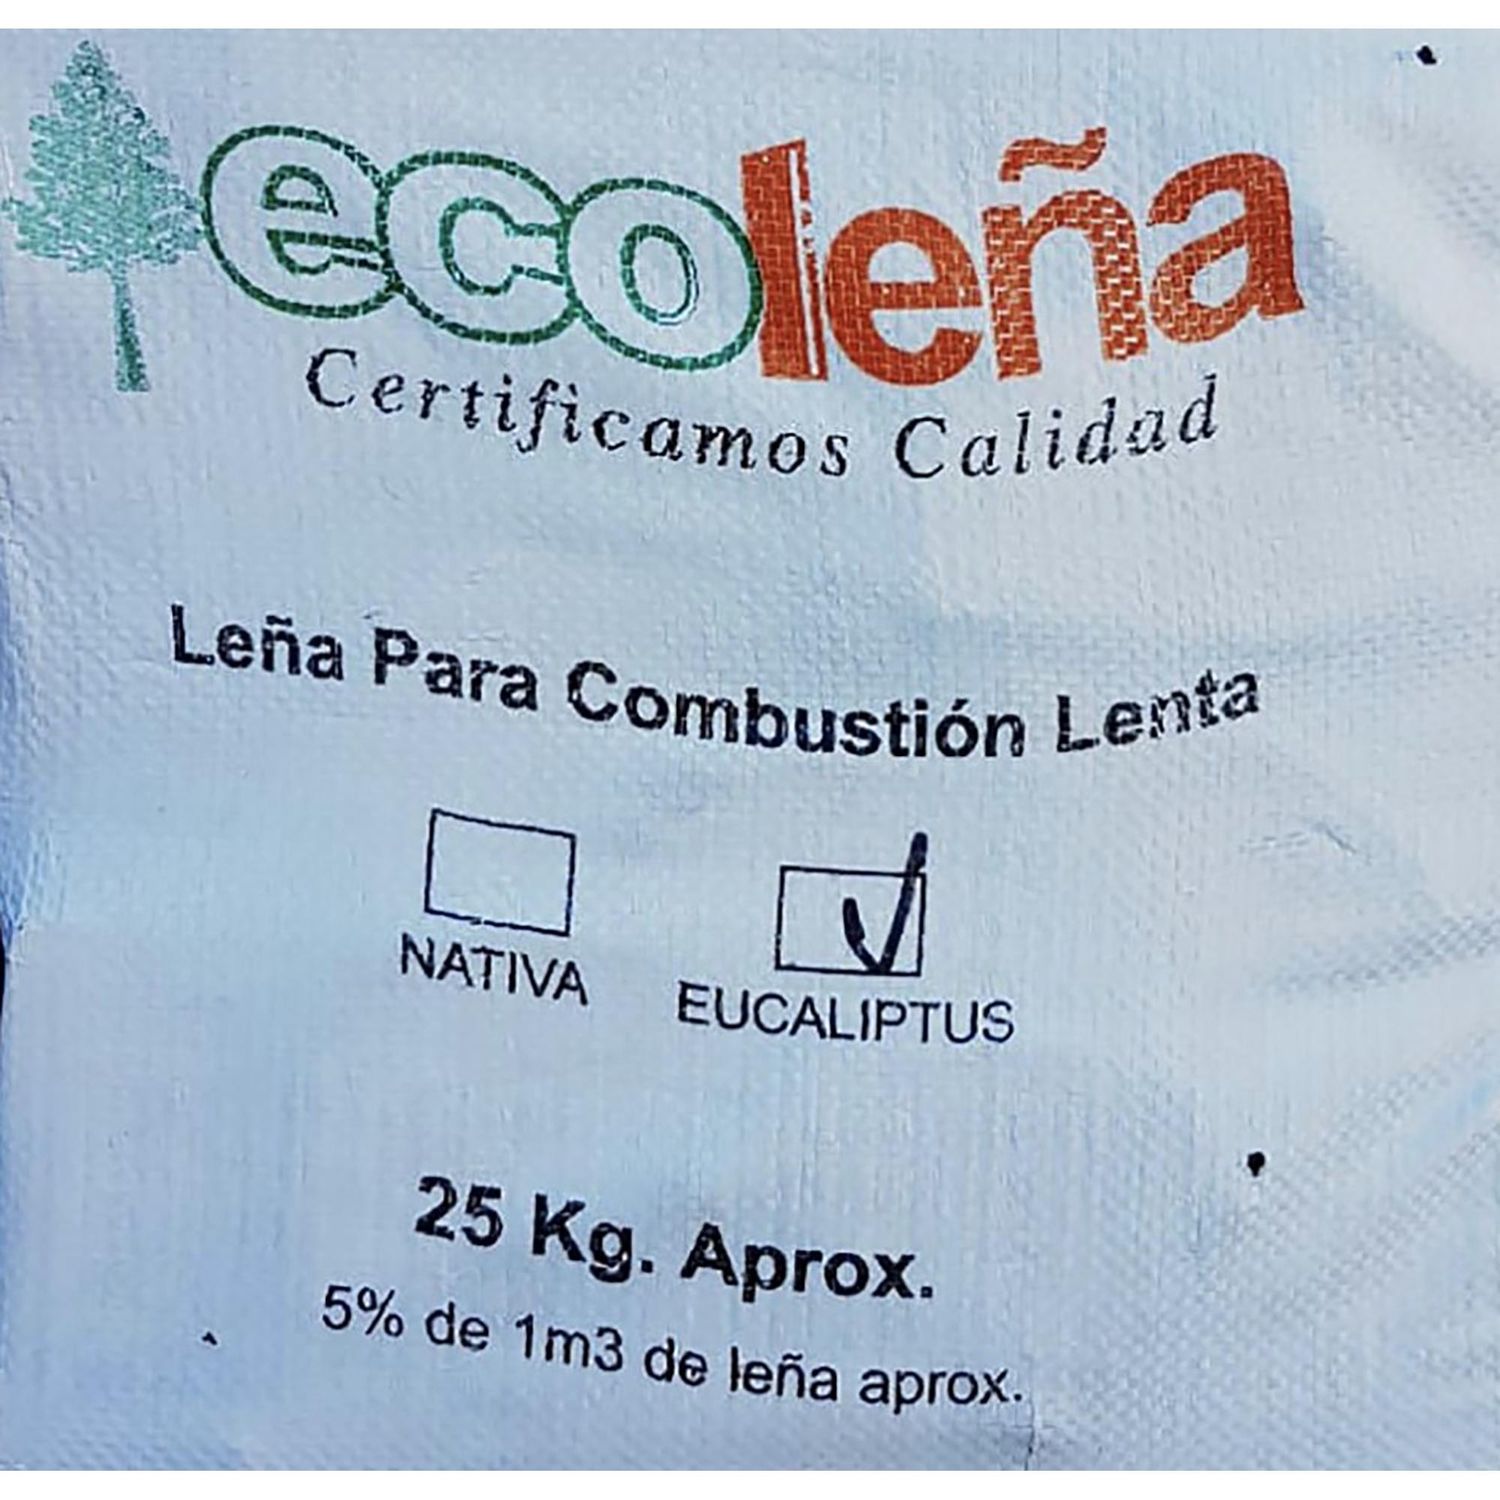 ecoleña
Certificamos Calidad
Leña Para Combustión Lenta
NATIVA EUCALIPTUS
25 Kg. Aprox.
5% de 1m3 de leña aprox.